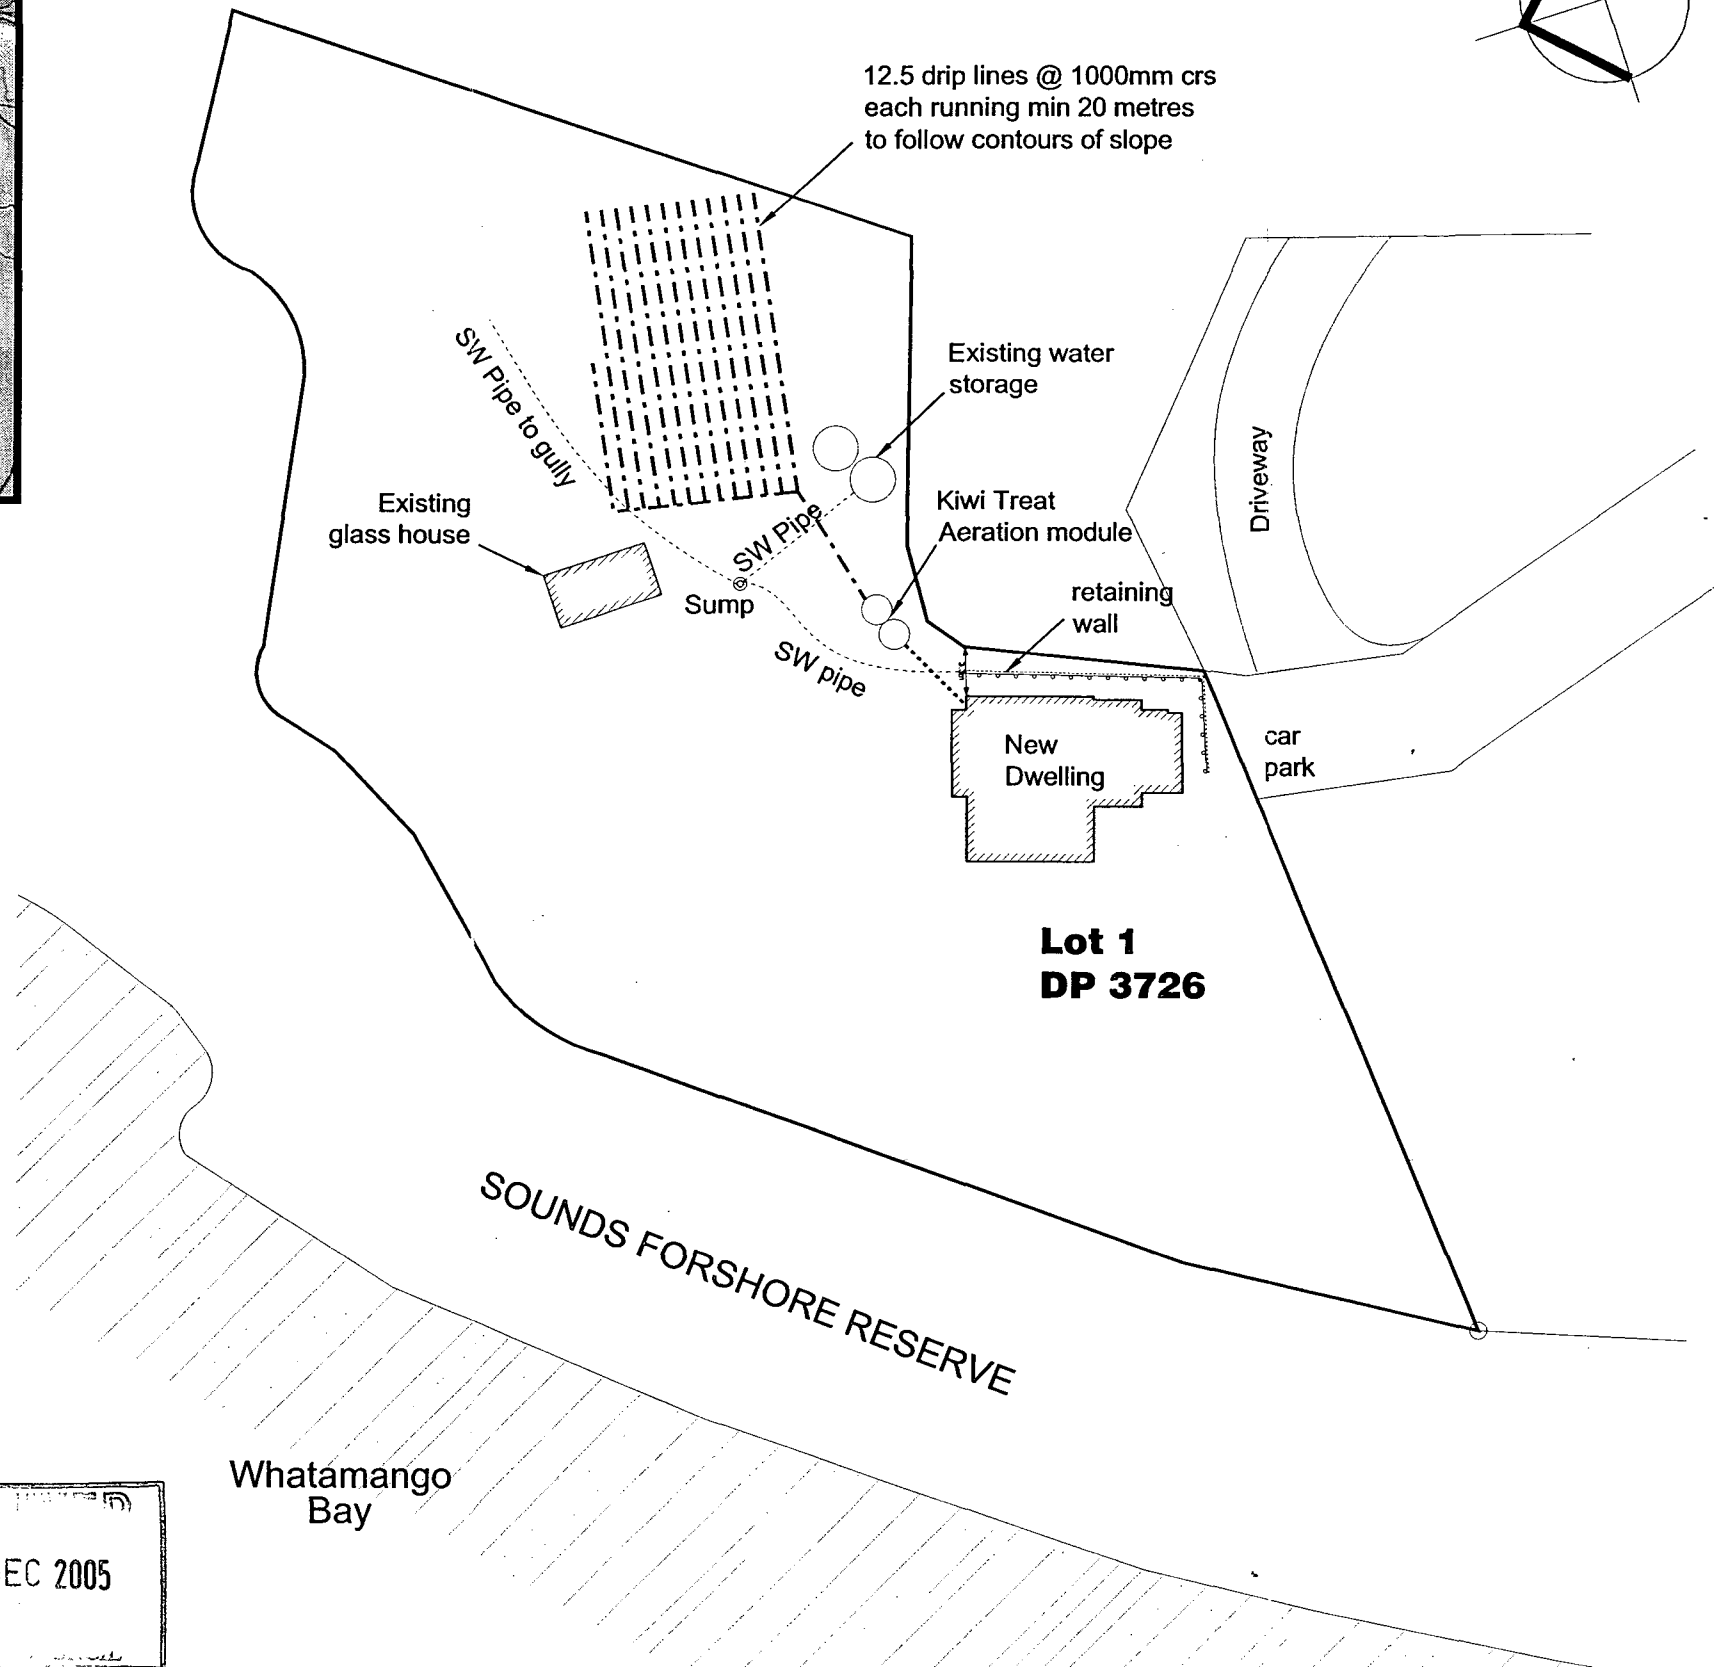 12.5 drip lines @ 1000mm crs
each running min 20 metres
to follow contours of slope
SW Pipe to gully
Existing water
storage
Driveway
Existing
glass house
SW Pipe
Kiwi Treat
Aeration module
Sump
retaining
wall
SW pipe
New
Dwelling
car
park
Lot 1
DP 3726
SOUNDS FORSHORE RESERVE
Whatamango
Bay
EC 2005